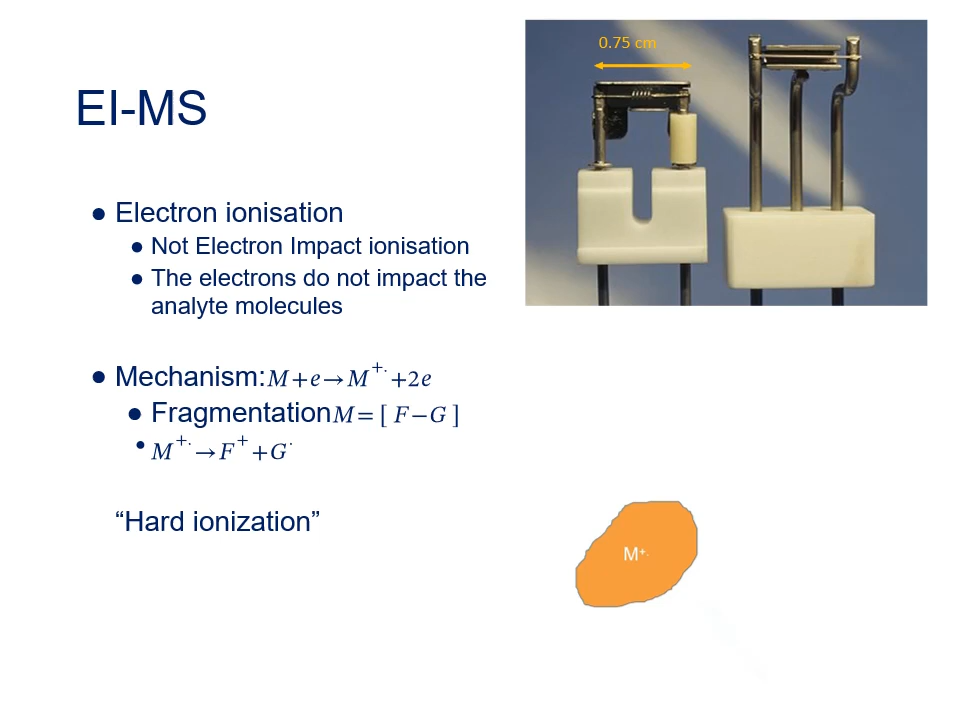 0.75 cm
EI-MS
● Electron ionisation
● Not Electron Impact ionisation
● The electrons do not impact the
analyte molecules
● Mechanism: M + e → M⁺· + 2e
● Fragmentation M = [ F − G ]
• M⁺· → F⁺ + G·
“Hard ionization”
M⁺·